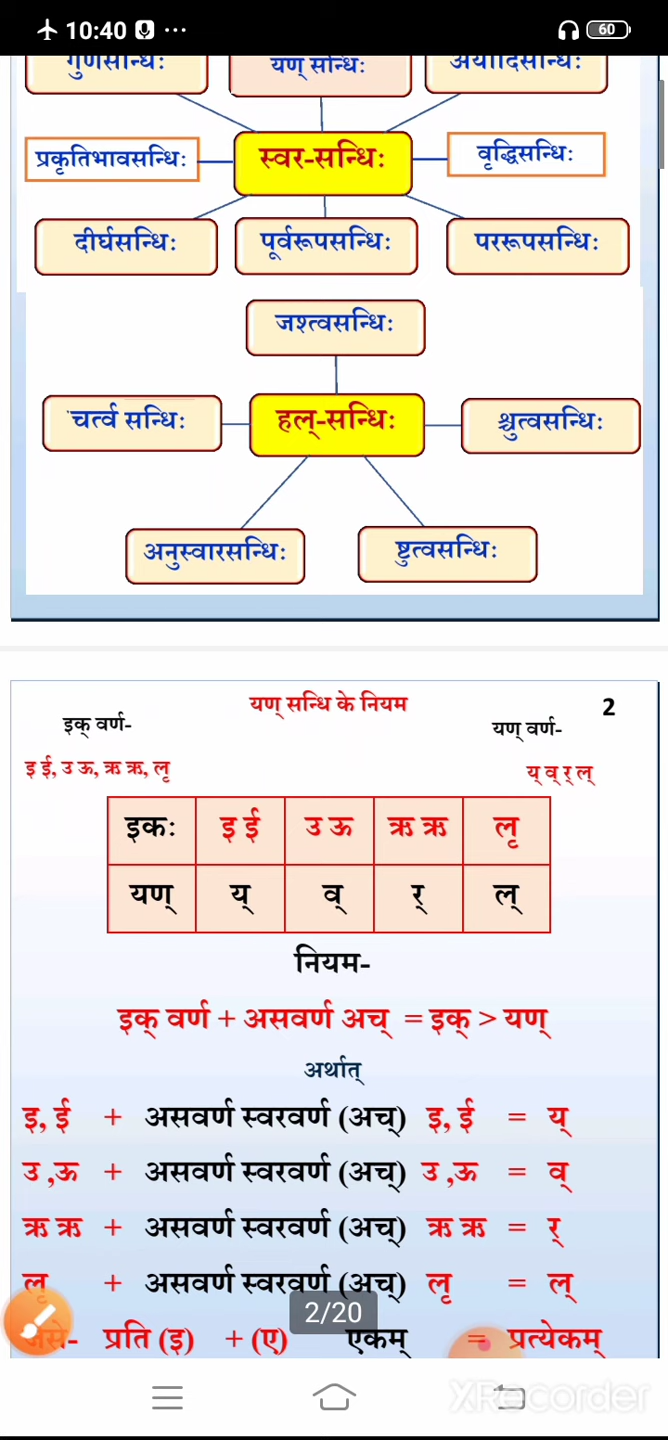 10:40 ... 60
गुणसन्धिः यण् सन्धिः अयादिसन्धिः
प्रकृतिभावसन्धिः स्वर-सन्धिः वृद्धिसन्धिः
दीर्घसन्धिः पूर्वरूपसन्धिः पररूपसन्धिः
जश्त्वसन्धिः
चर्त्व सन्धिः हल्-सन्धिः श्चुत्वसन्धिः
अनुस्वारसन्धिः ष्टुत्वसन्धिः
यण् सन्धि के नियम 2
इक् वर्ण- यण् वर्ण-
इ ई, उ ऊ, ऋ ऋ, लृ य् व् र् ल्
इकः इ ई उ ऊ ऋ ऋ लृ
यण् य् व् र् ल्
नियम-
इक् वर्ण + असवर्ण अच् = इक् > यण्
अर्थात्
इ, ई + असवर्ण स्वरवर्ण (अच्) इ, ई = य्
उ ,ऊ + असवर्ण स्वरवर्ण (अच्) उ ,ऊ = व्
ऋ ऋ + असवर्ण स्वरवर्ण (अच्) ऋ ऋ = र्
लृ + असवर्ण स्वरवर्ण (अच्) लृ = ल्
2/20
जैसे- प्रति (इ) + (ए) एकम् = प्रत्येकम्
XRecorder